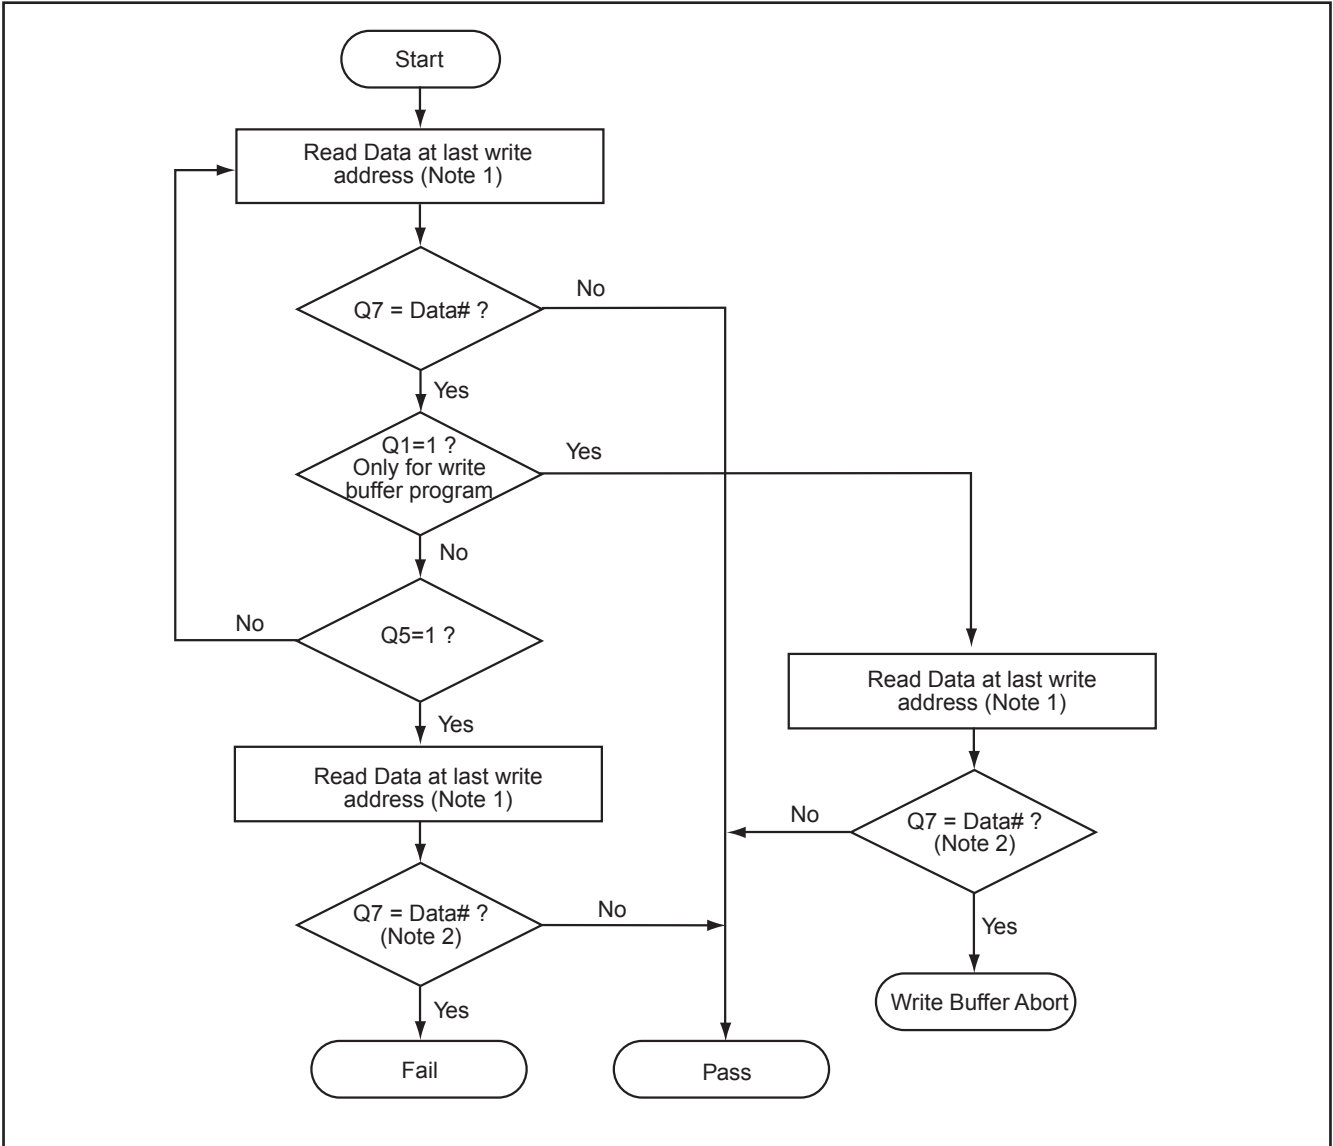 Start
Read Data at last write
address (Note 1)
Q7 = Data# ?
No
Yes
Q1=1 ?
Only for write
buffer program
Yes
No
Q5=1 ?
No
Yes
Read Data at last write
address (Note 1)
Read Data at last write
address (Note 1)
Q7 = Data# ?
(Note 2)
No
Yes
Q7 = Data# ?
(Note 2)
No
Yes
Write Buffer Abort
Fail
Pass